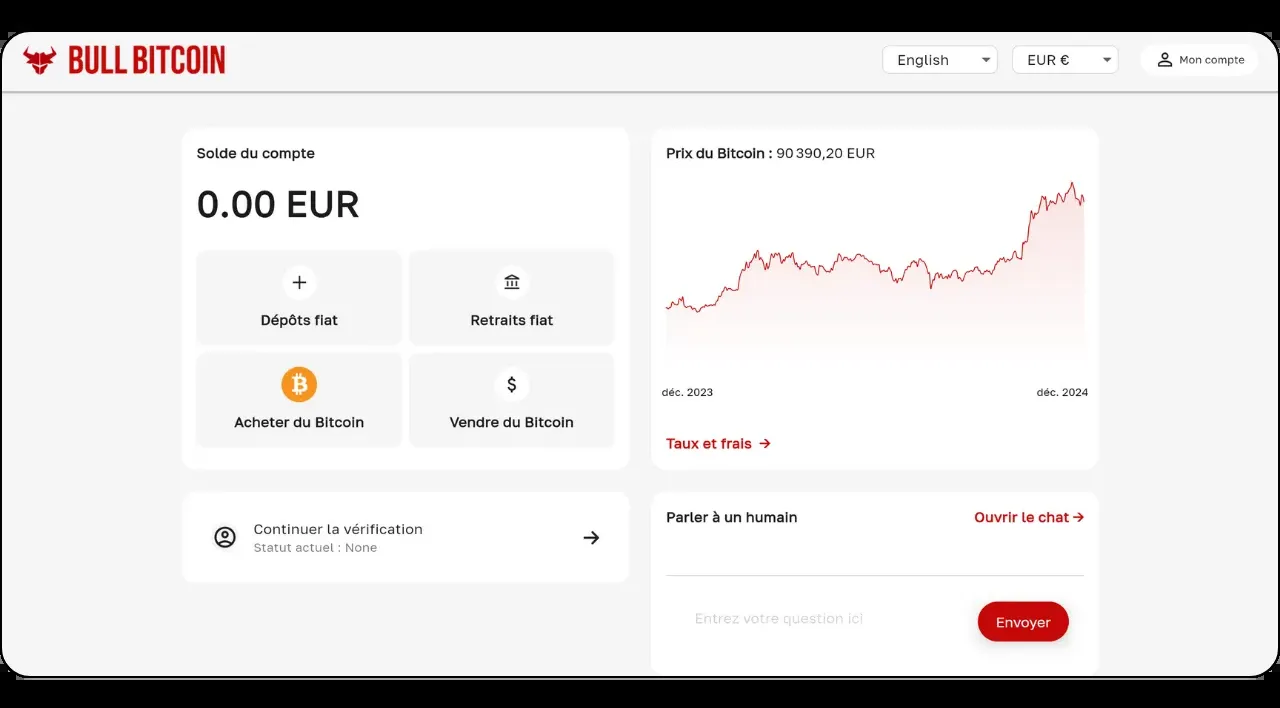 BULL BITCOIN
English
EUR €
Mon compte
Solde du compte
0.00 EUR
Dépôts fiat
Retraits fiat
Acheter du Bitcoin
Vendre du Bitcoin
Prix du Bitcoin : 90 390,20 EUR
déc. 2023
déc. 2024
Taux et frais →
Continuer la vérification
Statut actuel : None
→
Parler à un humain
Ouvrir le chat →
Entrez votre question ici
Envoyer